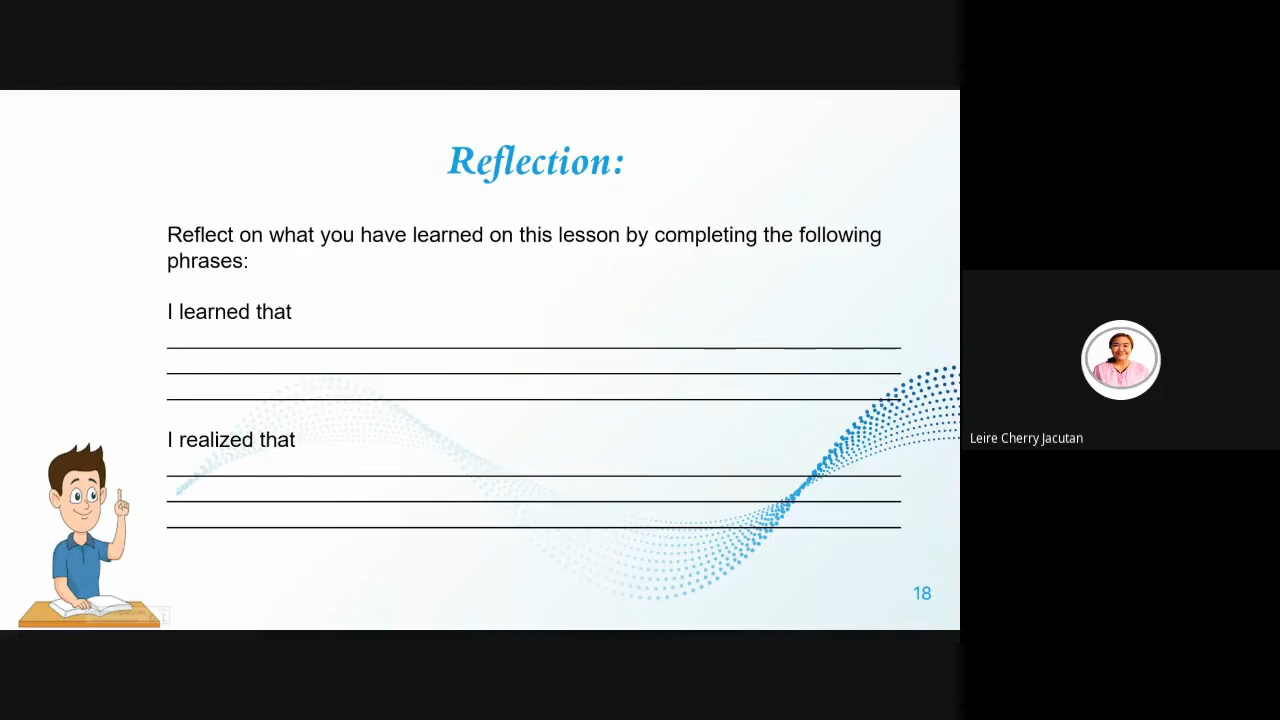 Reflection:
Reflect on what you have learned on this lesson by completing the following
phrases:
I learned that
I realized that
18
Leire Cherry Jacutan